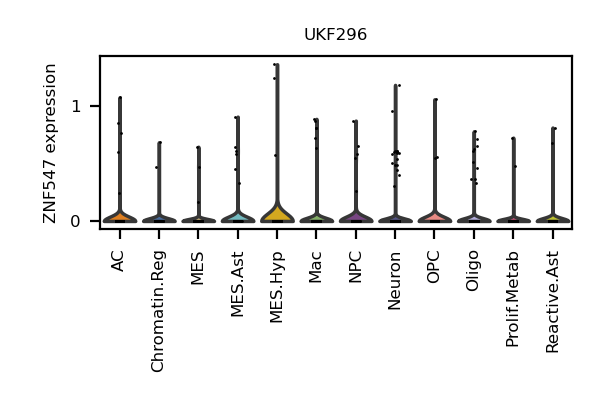 UKF296
ZNF547 expression
1
0
AC
Chromatin.Reg
MES
MES.Ast
MES.Hyp
Mac
NPC
Neuron
OPC
Oligo
Prolif.Metab
Reactive.Ast